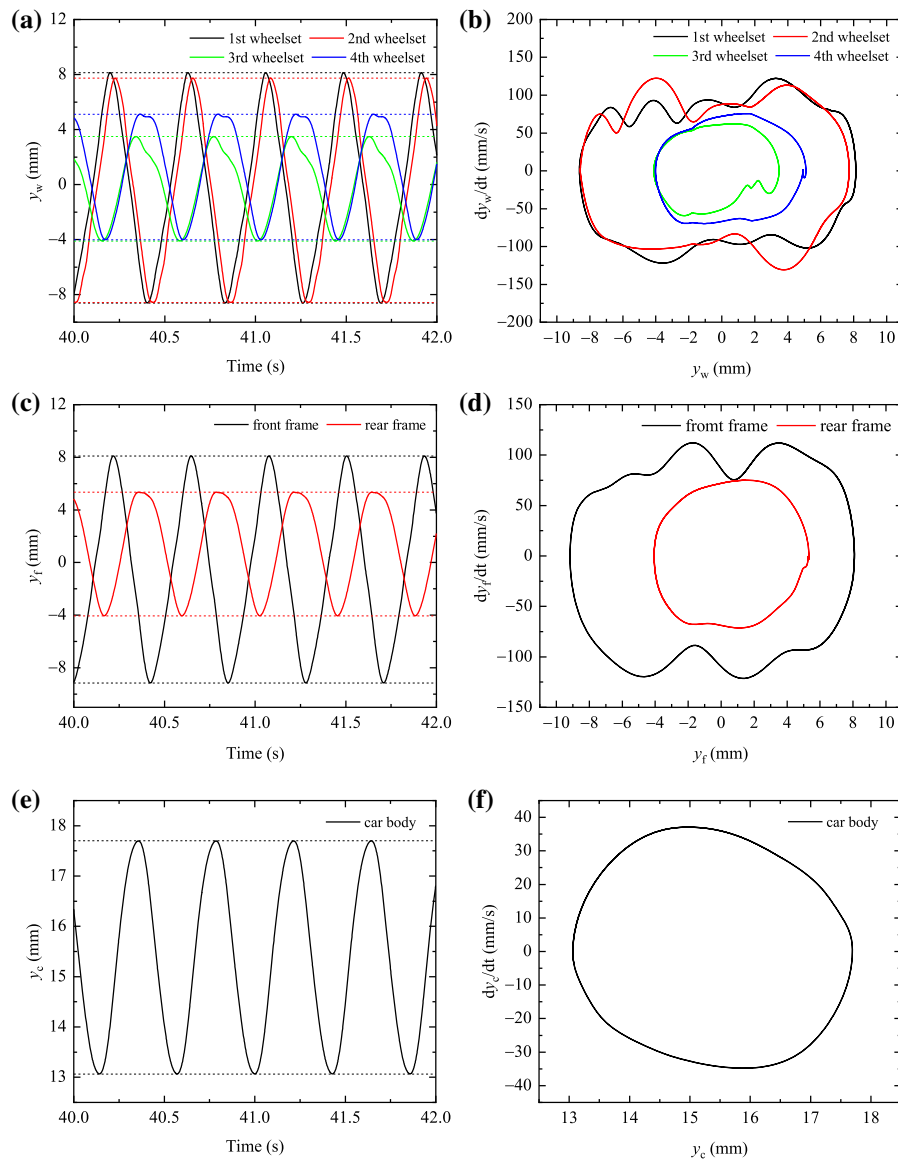 (a)
12
8
4
0
−4
−8
y_w (mm)
1st wheelset 2nd wheelset
3rd wheelset 4th wheelset
40.0 40.5 41.0 41.5 42.0
Time (s)
(b)
200
150
100
50
0
−50
−100
−150
−200
dy_w/dt (mm/s)
1st wheelset 2nd wheelset
3rd wheelset 4th wheelset
−10 −8 −6 −4 −2 0 2 4 6 8 10
y_w (mm)
(c)
12
8
4
0
−4
−8
y_f (mm)
front frame rear frame
40.0 40.5 41.0 41.5 42.0
Time (s)
(d)
150
100
50
0
−50
−100
−150
dy_f/dt (mm/s)
front frame rear frame
−10 −8 −6 −4 −2 0 2 4 6 8 10
y_f (mm)
(e)
18
17
16
15
14
13
y_c (mm)
car body
40.0 40.5 41.0 41.5 42.0
Time (s)
(f)
40
30
20
10
0
−10
−20
−30
−40
dy_c/dt (mm/s)
car body
13 14 15 16 17 18
y_c (mm)